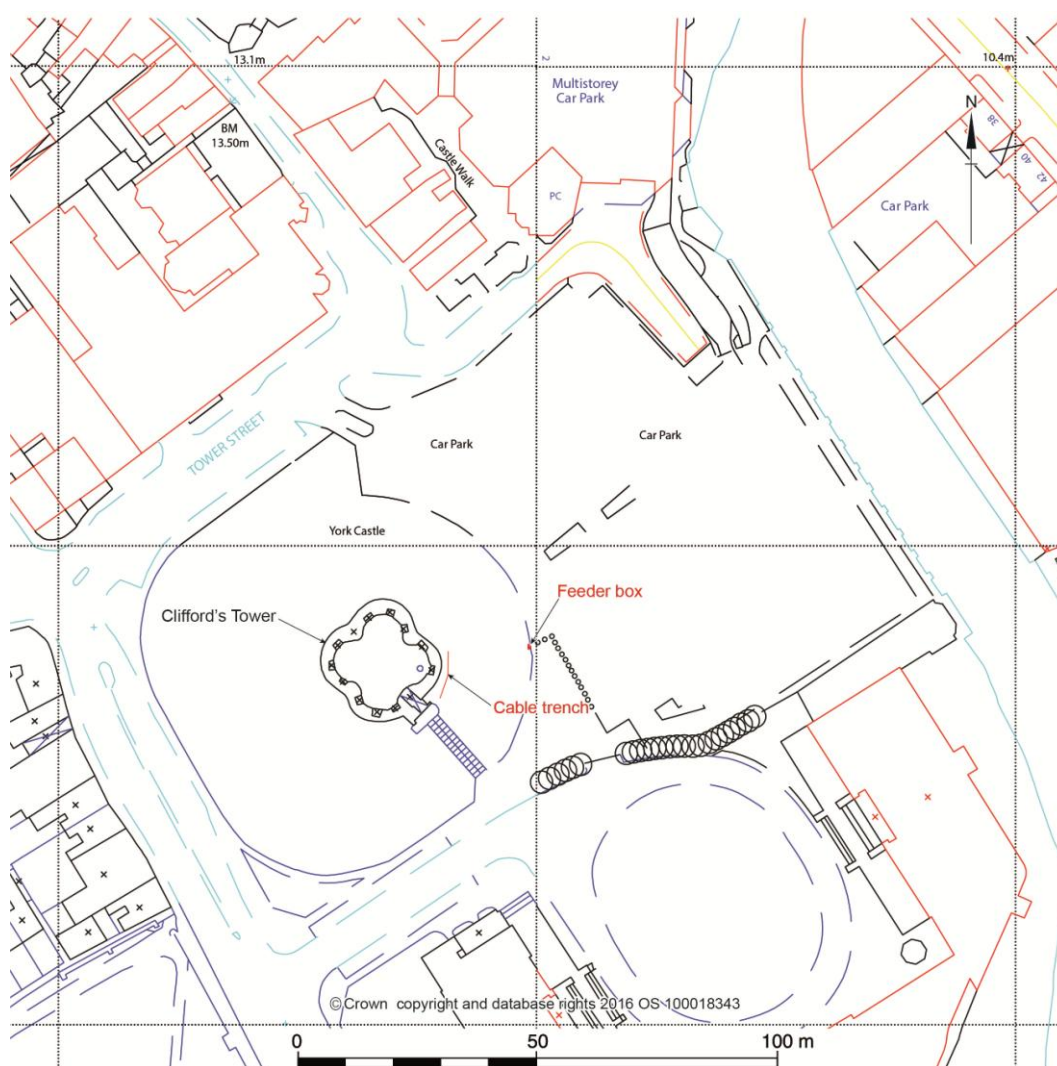 13.1m
2
10.4m
Multistorey
Car Park
N
38
40
42
BM
13.50m
Castle Walk
PC
Car Park
TOWER STREET
Car Park
Car Park
York Castle
Feeder box
Clifford's Tower
Cable trench
© Crown copyright and database rights 2016 OS 100018343
0
50
100 m